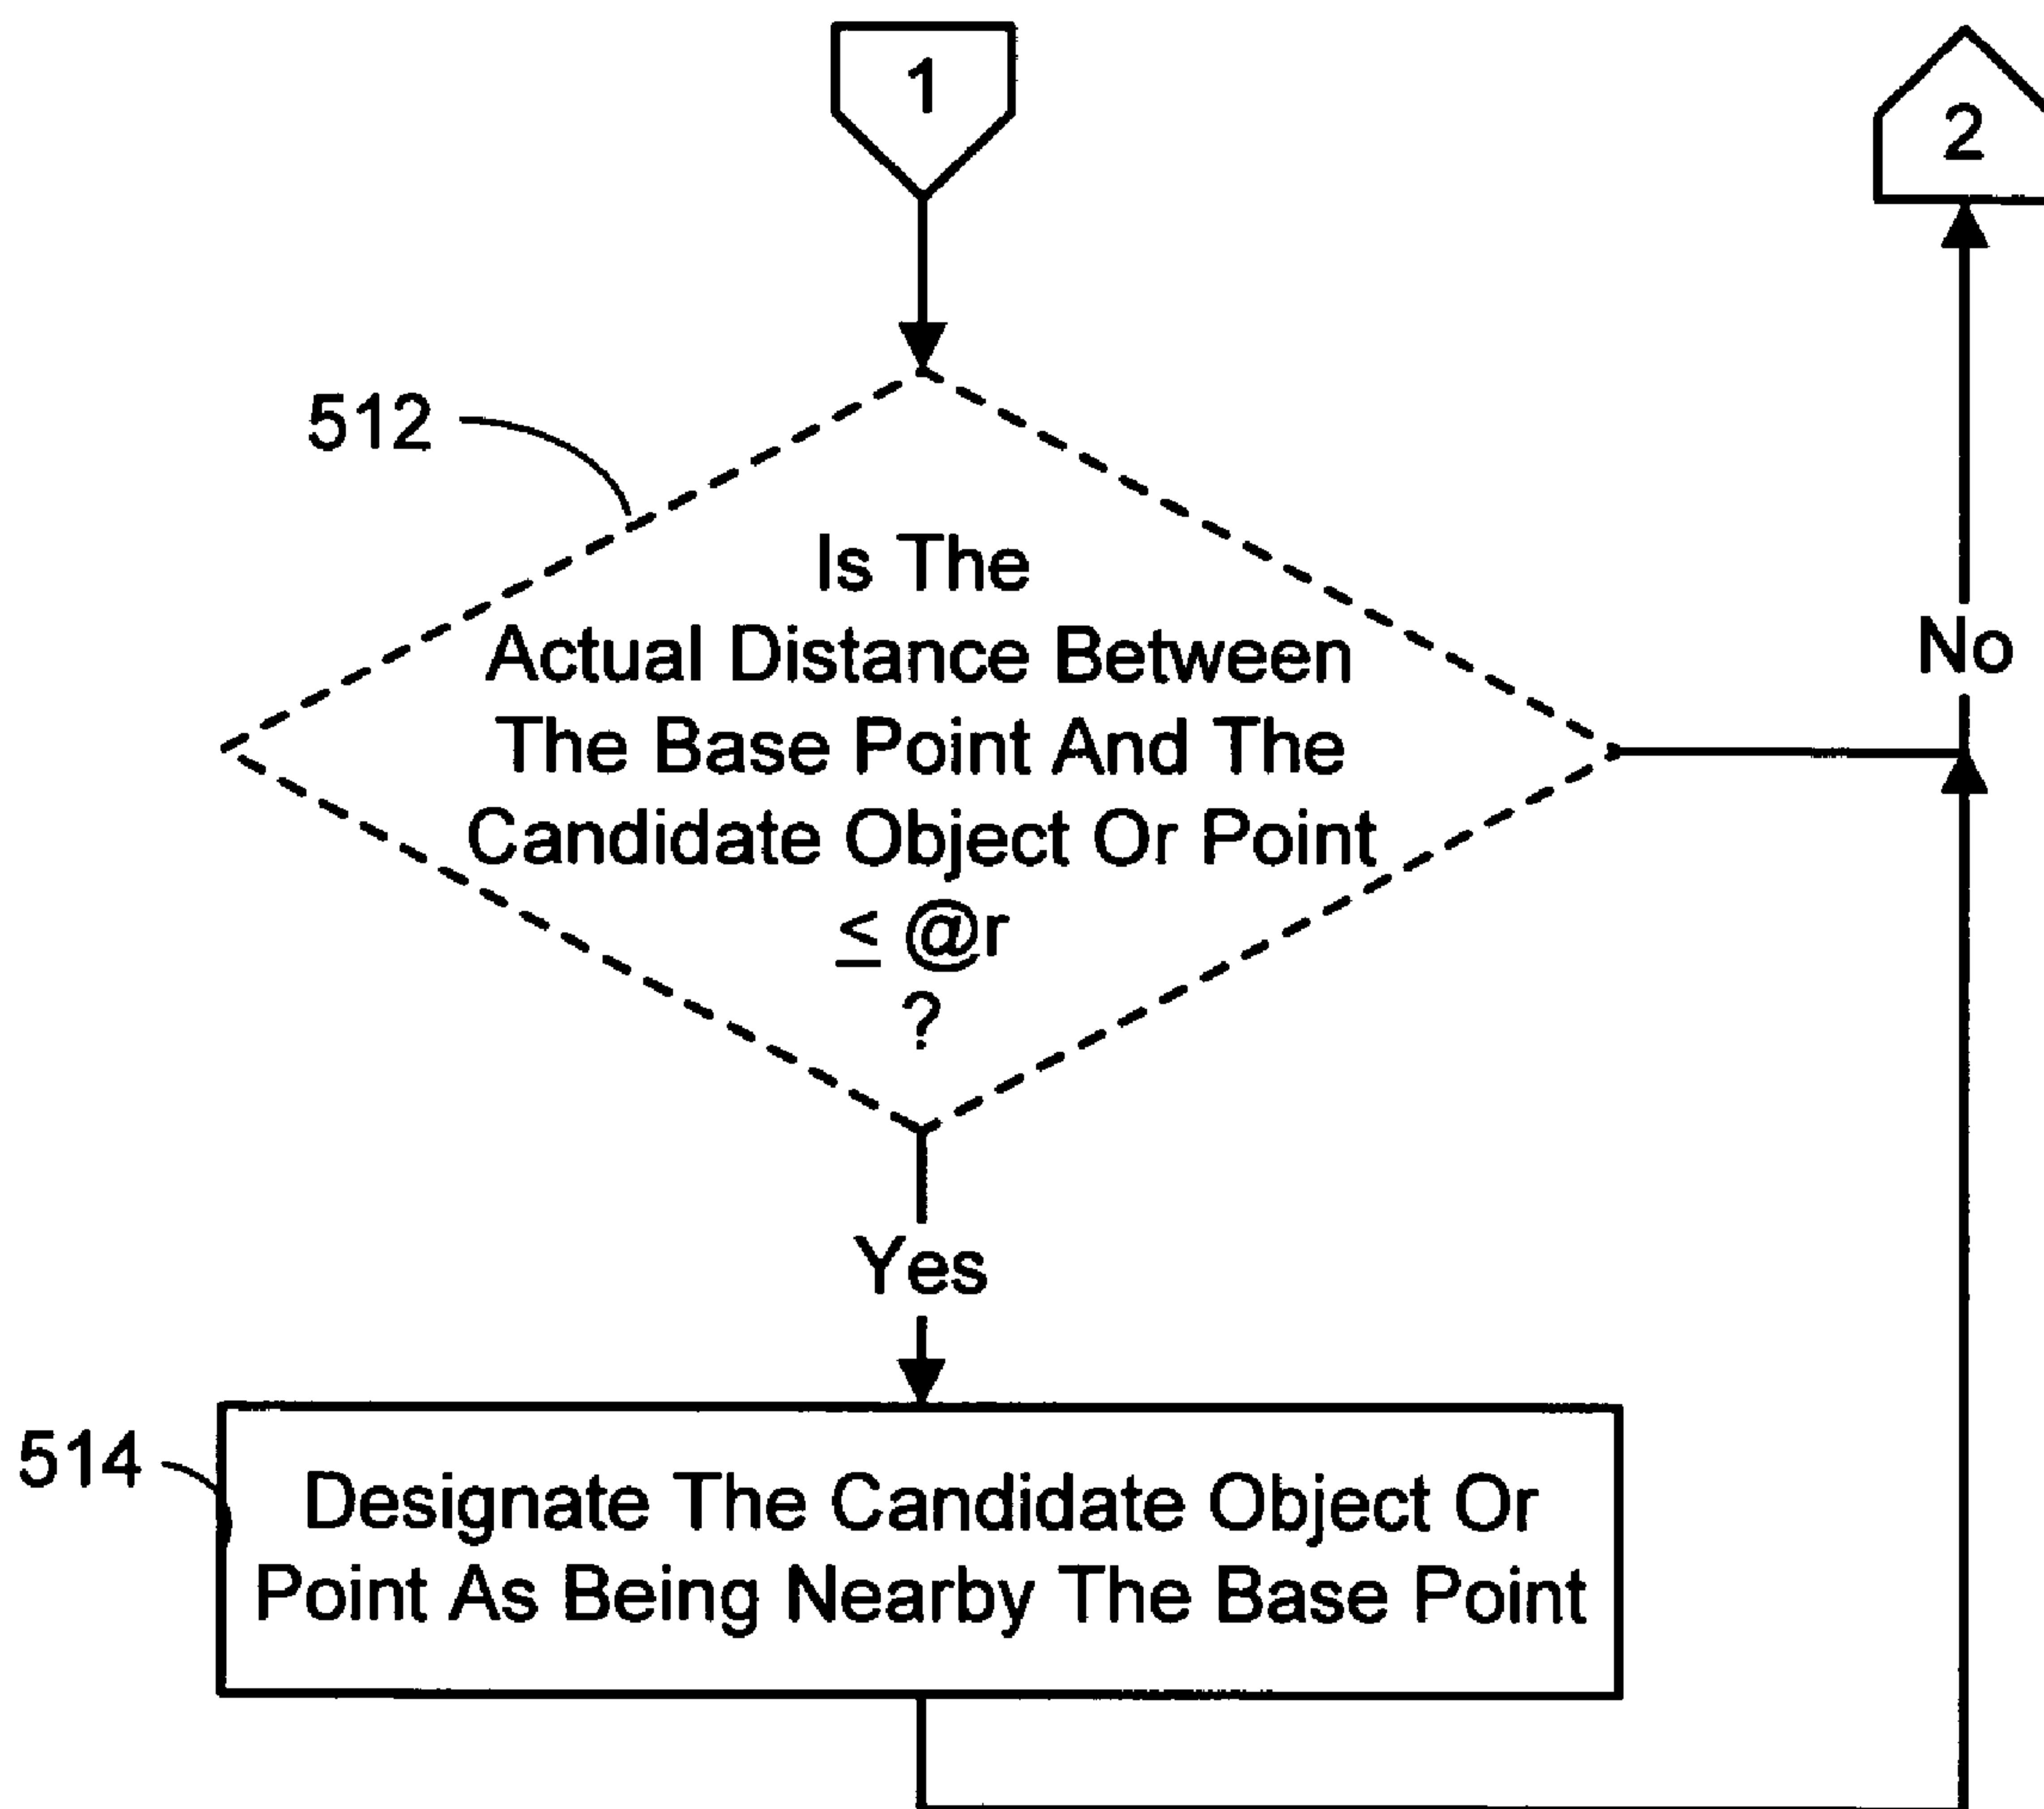 1
2
512
Is The
Actual Distance Between
The Base Point And The
Candidate Object Or Point
≤ @r
?
No
Yes
514
Designate The Candidate Object Or
Point As Being Nearby The Base Point